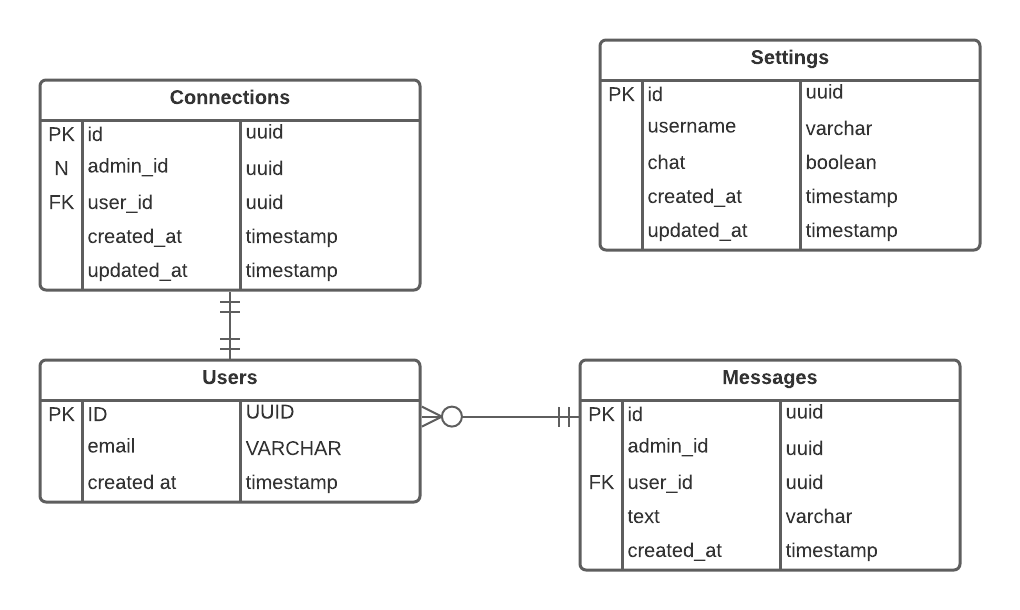 Connections
PK id uuid
N admin_id uuid
FK user_id uuid
created_at timestamp
updated_at timestamp
Settings
PK id uuid
username varchar
chat boolean
created_at timestamp
updated_at timestamp
Users
PK ID UUID
email VARCHAR
created at timestamp
Messages
PK id uuid
admin_id uuid
FK user_id uuid
text varchar
created_at timestamp